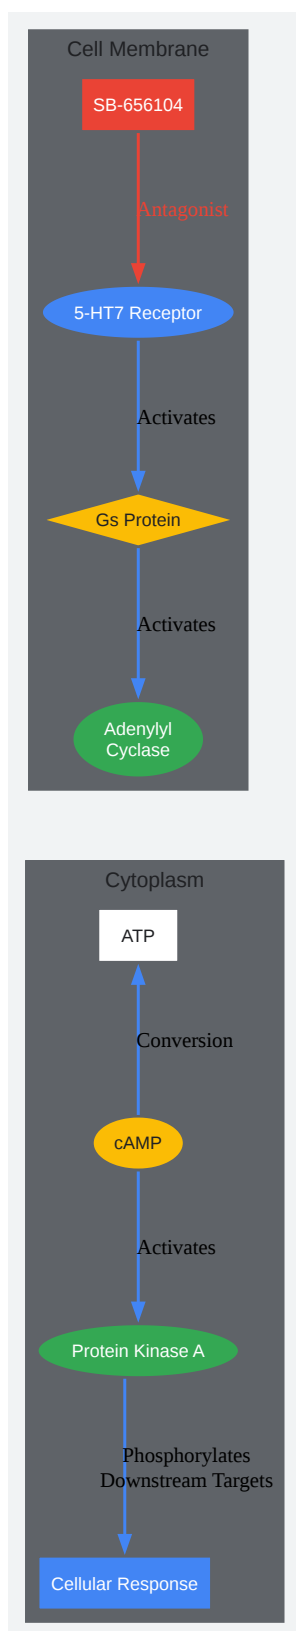 Cell Membrane
SB-656104
Antagonist
5-HT7 Receptor
Activates
Gs Protein
Activates
Adenylyl
Cyclase
Cytoplasm
ATP
Conversion
cAMP
Activates
Protein Kinase A
Phosphorylates
Downstream Targets
Cellular Response